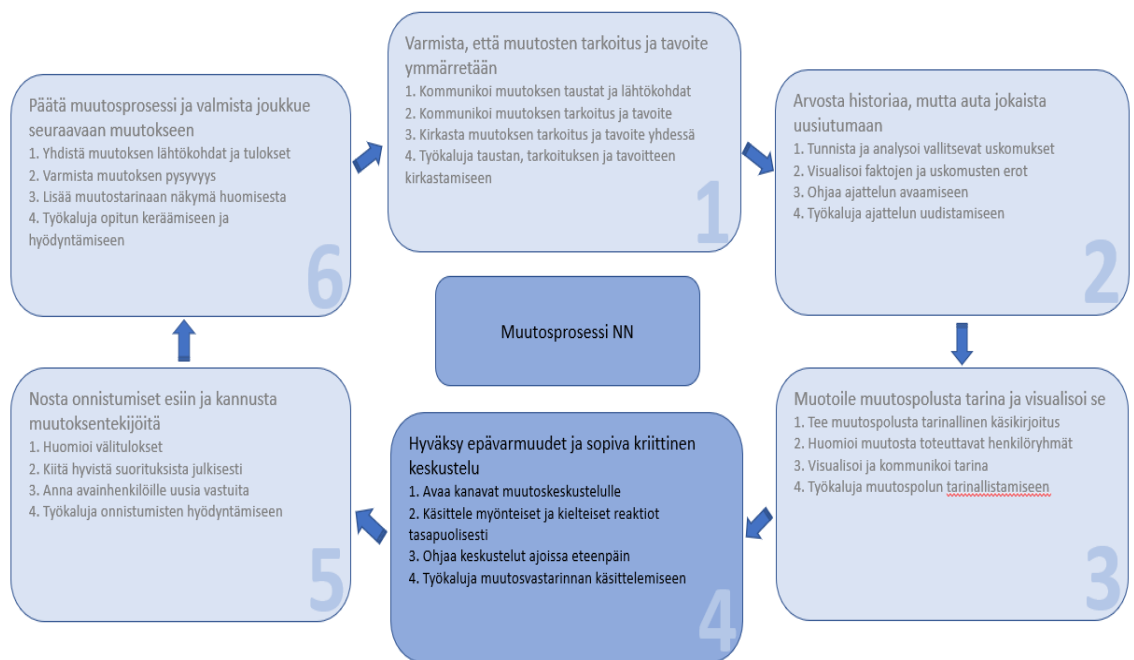 Varmista, että muutosten tarkoitus ja tavoite
ymmärretään
1. Kommunikoi muutoksen taustat ja lähtökohdat
2. Kommunikoi muutoksen tarkoitus ja tavoite
3. Kirkasta muutoksen tarkoitus ja tavoite yhdessä
4. Työkaluja taustan, tarkoituksen ja tavoitteen
kirkastamiseen
1
Arvosta historiaa, mutta auta jokaista
uusiutumaan
1. Tunnista ja analysoi vallitsevat uskomukset
2. Visualisoi faktojen ja uskomusten erot
3. Ohjaa ajattelun avaamiseen
4. Työkaluja ajattelun uudistamiseen
2
Muotoile muutospolusta tarina ja visualisoi se
1. Tee muutospolusta tarinallinen käsikirjoitus
2. Huomioi muutosta toteuttavat henkilöryhmät
3. Visualisoi ja kommunikoi tarina
4. Työkaluja muutospolun tarinallistamiseen
3
Hyväksy epävarmuudet ja sopiva kriittinen
keskustelu
1. Avaa kanavat muutoskeskustelulle
2. Käsittele myönteiset ja kielteiset reaktiot
tasapuolisesti
3. Ohjaa keskustelut ajoissa eteenpäin
4. Työkaluja muutosvastarinnan käsittelemiseen
4
Nosta onnistumiset esiin ja kannusta
muutoksentekijöitä
1. Huomioi välitulokset
2. Kiitä hyvistä suorituksista julkisesti
3. Anna avainhenkilöille uusia vastuita
4. Työkaluja onnistumisten hyödyntämiseen
5
Päätä muutosprosessi ja valmista joukkue
seuraavaan muutokseen
1. Yhdistä muutoksen lähtökohdat ja tulokset
2. Varmista muutoksen pysyvyys
3. Lisää muutostarinaan näkymä huomisesta
4. Työkaluja opitun keräämiseen ja
hyödyntämiseen
6
Muutosprosessi NN